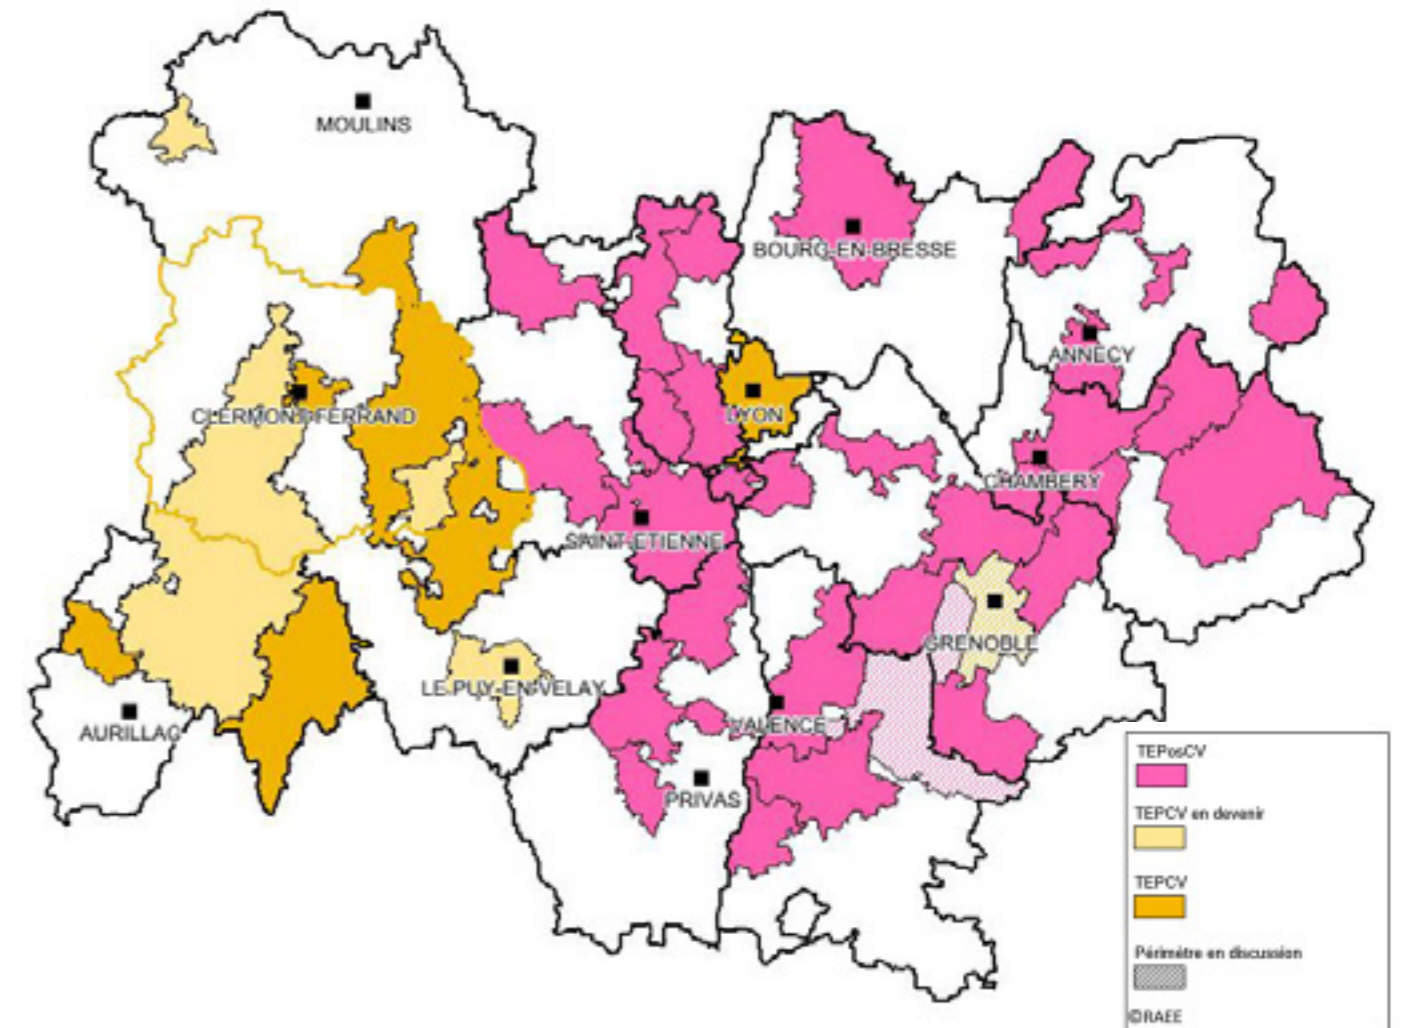 MOULINS
BOURG-EN-BRESSE
ANNECY
CLERMONT-FERRAND
LYON
CHAMBERY
SAINT-ETIENNE
GRENOBLE
LE PUY-EN-VELAY
AURILLAC
VALENCE
PRIVAS
TEPosCV
TEPCV en devenir
TEPCV
Périmètre en discussion
©RAEE